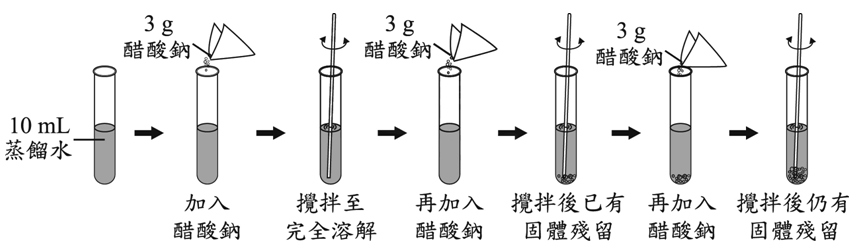 3 g
醋酸鈉
3 g
醋酸鈉
3 g
醋酸鈉
10 mL
蒸餾水
加入
醋酸鈉
攪拌至
完全溶解
再加入
醋酸鈉
攪拌後已有
固體殘留
再加入
醋酸鈉
攪拌後仍有
固體殘留